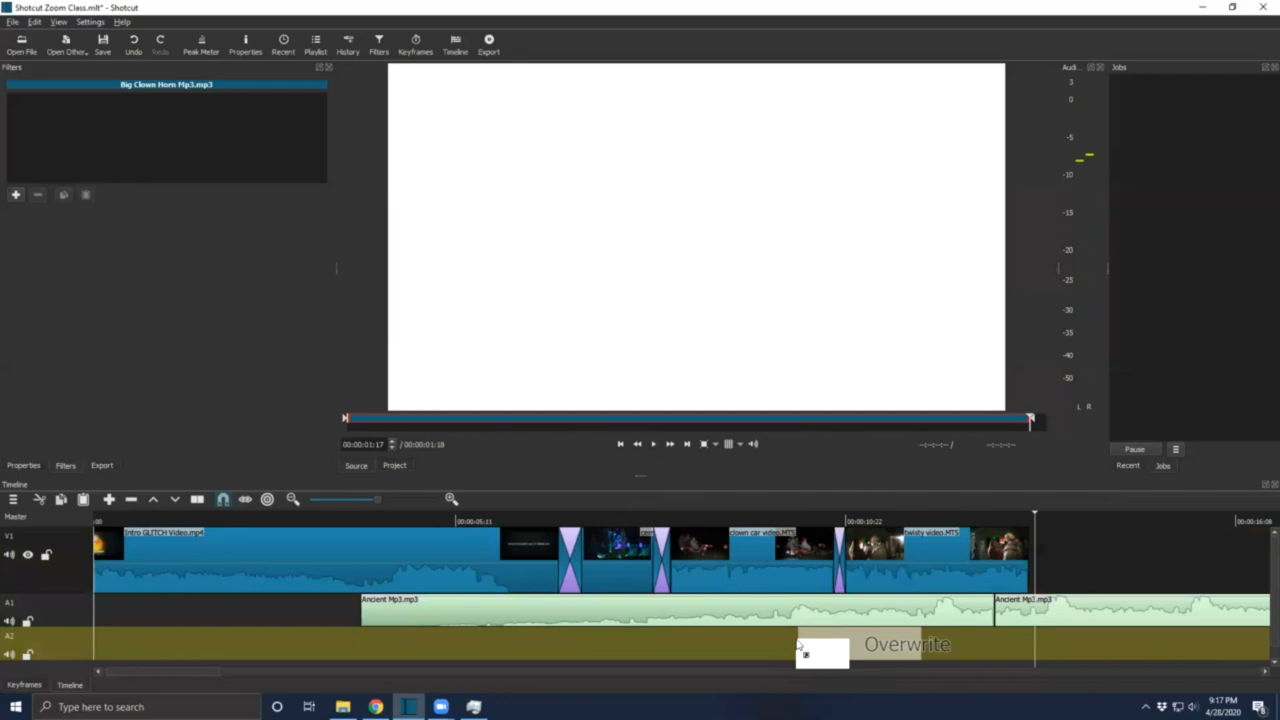 Shotcut Zoom Class.mlt* - Shotcut
File Edit View Settings Help
Open File Open Other.. Save Undo Redo Peak Meter Properties Recent Playlist History Filters Keyframes Timeline Export
Filters Audi... Jobs
Big Clown Horn Mp3.mp3
3
0
-5
-10
-15
-20
-25
-30
-35
-40
-50
L R
00:00:01:17 / 00:00:01:18 --:--:--:-- / --:--:--:--
Pause
Properties Filters Export Source Project Recent Jobs
Timeline
Master :00 00:00:05:11 00:00:10:22 00:00:16:08
V1 Intro GLITCH Video.mp4 clown car video.MTS twisty video.MTS
A1 Ancient Mp3.mp3 Ancient Mp3.mp3
A2 Overwrite
Keyframes Timeline
Type here to search
9:17 PM
4/28/2020
8